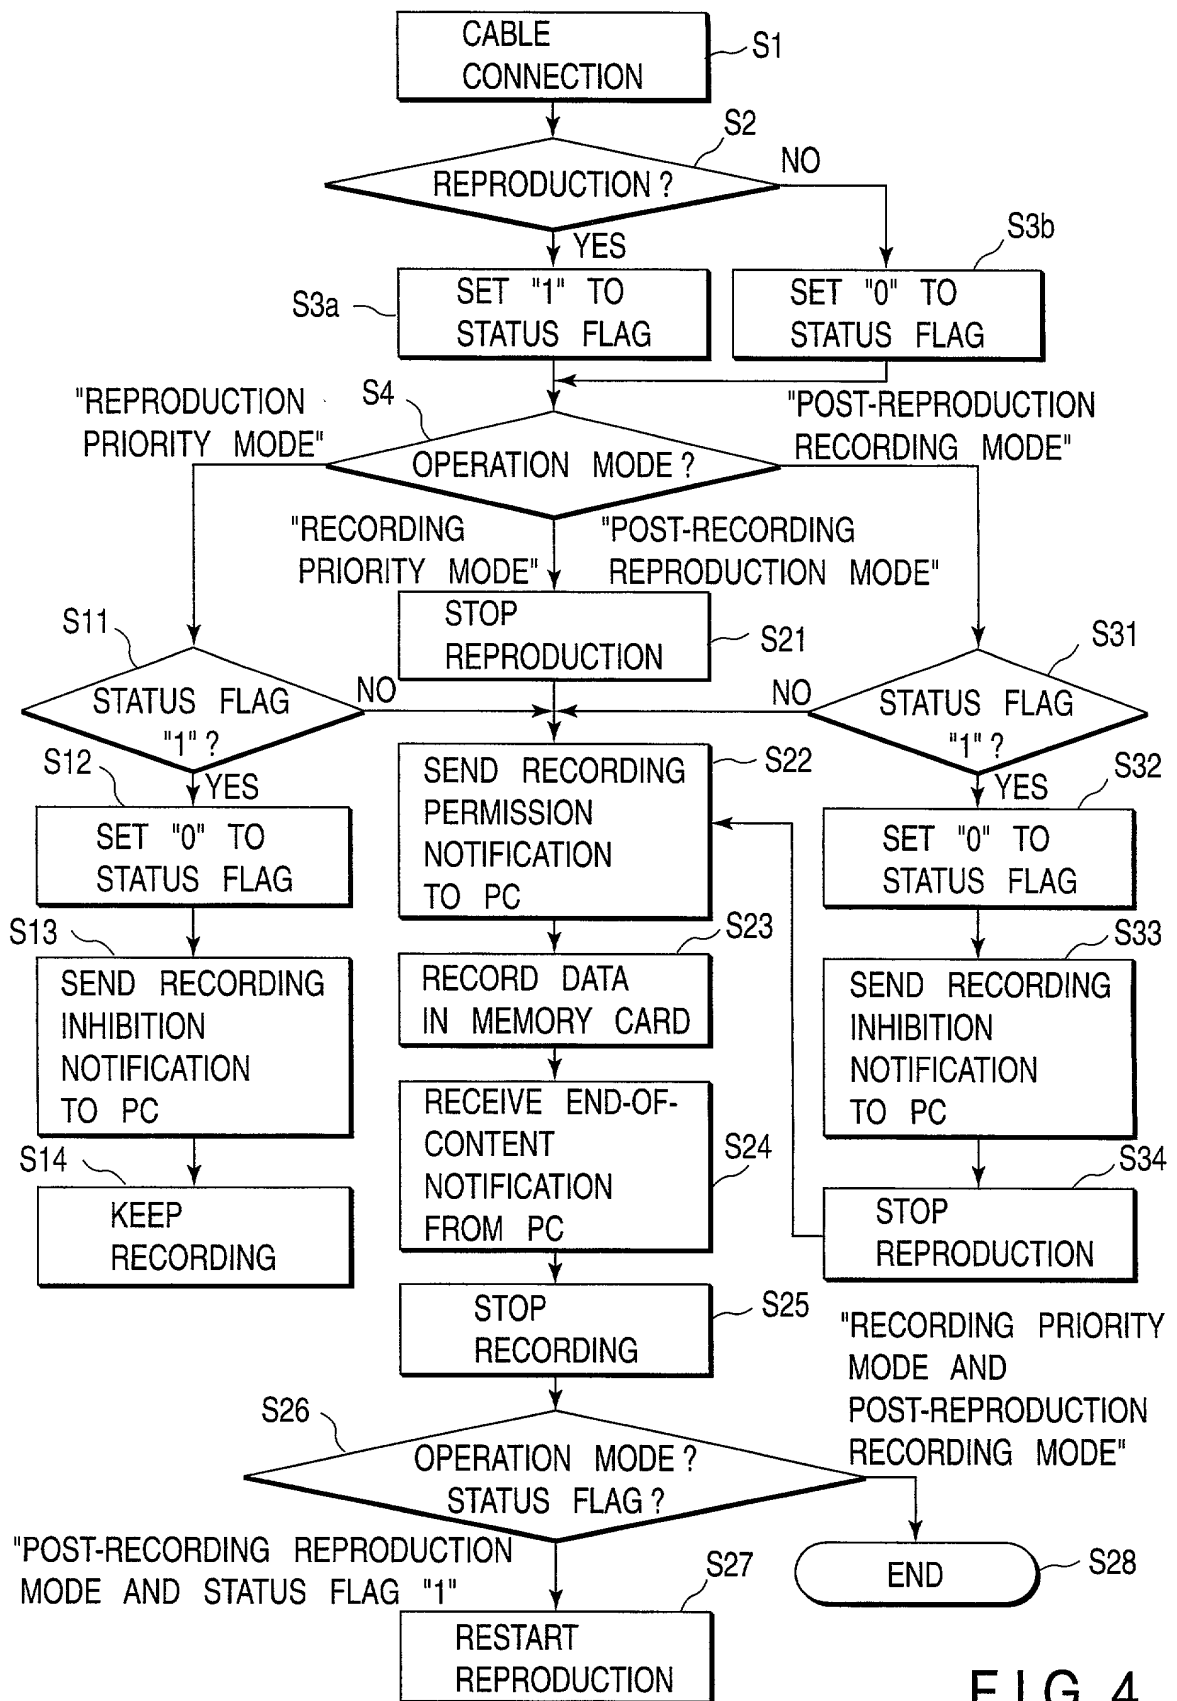 CABLE
CONNECTION
S1
S2
REPRODUCTION ?
NO
YES
S3b
S3a
SET "1" TO
STATUS FLAG
SET "0" TO
STATUS FLAG
"REPRODUCTION
PRIORITY MODE"
S4
"POST-REPRODUCTION
RECORDING MODE"
OPERATION MODE ?
"RECORDING
PRIORITY MODE"
"POST-RECORDING
REPRODUCTION MODE"
S11
STOP
REPRODUCTION
S21
S31
STATUS FLAG
"1" ?
NO
NO
STATUS FLAG
"1" ?
S12
YES
SEND RECORDING
PERMISSION
NOTIFICATION
TO PC
S22
YES
S32
SET "0" TO
STATUS FLAG
SET "0" TO
STATUS FLAG
S13
S23
S33
SEND RECORDING
INHIBITION
NOTIFICATION
TO PC
RECORD DATA
IN MEMORY CARD
SEND RECORDING
INHIBITION
NOTIFICATION
TO PC
RECEIVE END-OF-
CONTENT
NOTIFICATION
FROM PC
S24
S14
S34
KEEP
RECORDING
STOP
REPRODUCTION
STOP
RECORDING
S25
"RECORDING PRIORITY
MODE AND
POST-REPRODUCTION
RECORDING MODE"
S26
OPERATION MODE ?
STATUS FLAG ?
"POST-RECORDING REPRODUCTION
MODE AND STATUS FLAG "1"
S27
END
S28
RESTART
REPRODUCTION
FIG. 4